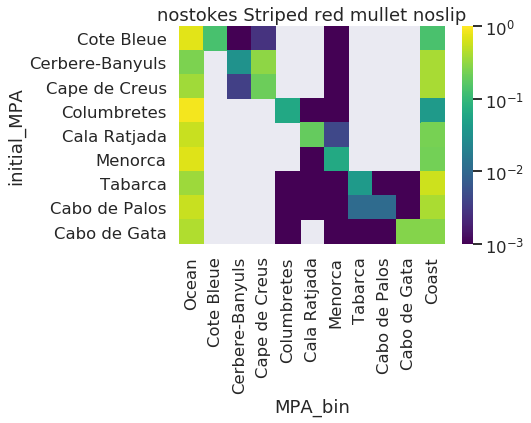 nostokes Striped red mullet noslip
initial_MPA
Cote Bleue
Cerbere-Banyuls
Cape de Creus
Columbretes
Cala Ratjada
Menorca
Tabarca
Cabo de Palos
Cabo de Gata
Ocean
Cote Bleue
Cerbere-Banyuls
Cape de Creus
Columbretes
Cala Ratjada
Menorca
Tabarca
Cabo de Palos
Cabo de Gata
Coast
MPA_bin
10⁰
10⁻¹
10⁻²
10⁻³